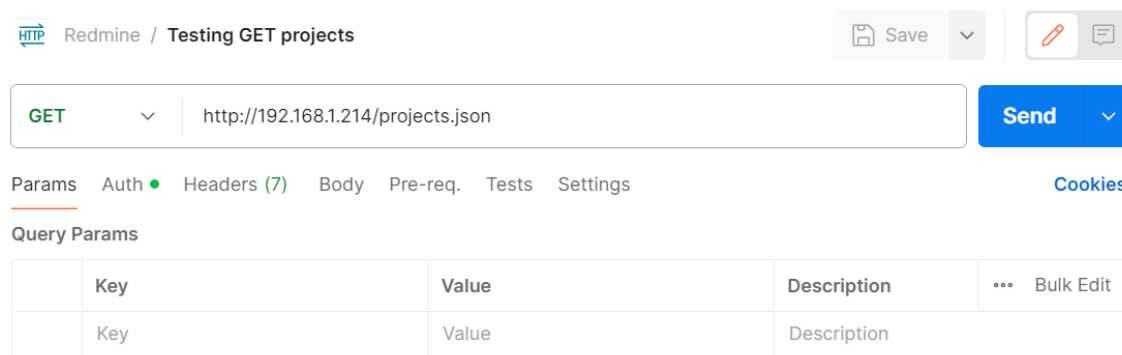 HTTP Redmine / Testing GET projects Save
GET http://192.168.1.214/projects.json Send
Params Auth Headers (7) Body Pre-req. Tests Settings Cookies
Query Params
Key Value Description Bulk Edit
Key Value Description